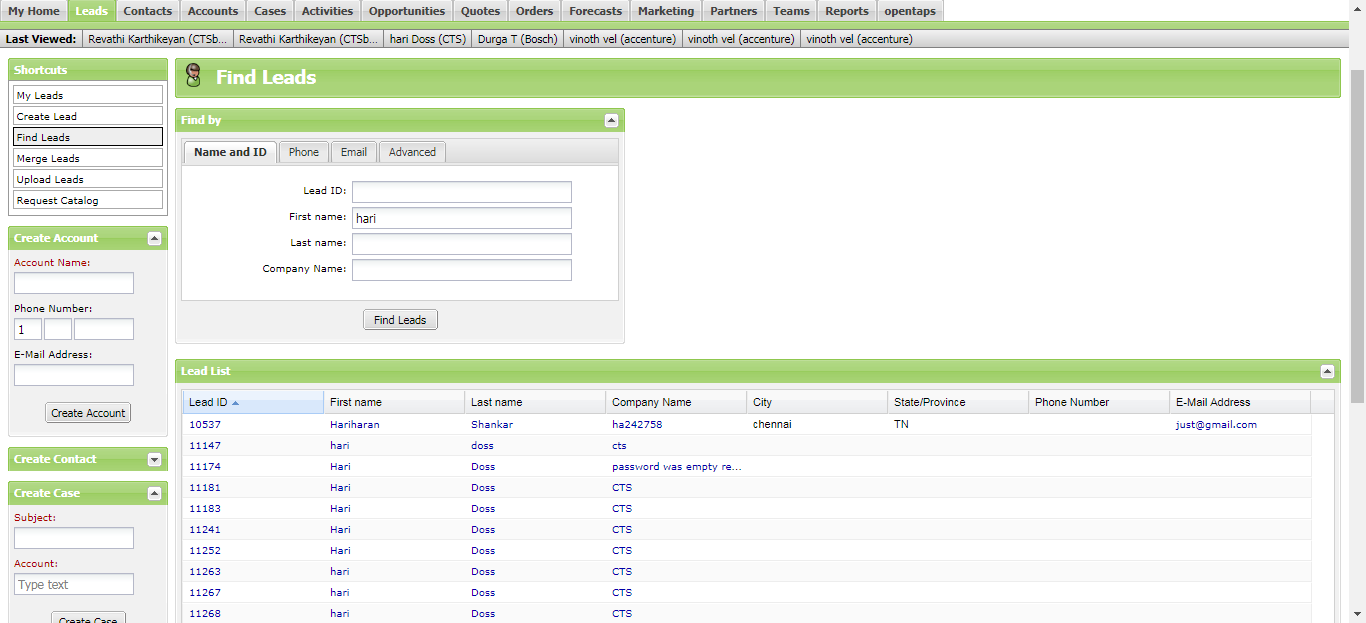 My Home Leads Contacts Accounts Cases Activities Opportunities Quotes Orders Forecasts Marketing Partners Teams Reports opentaps
Last Viewed: Revathi Karthikeyan (CTSb... Revathi Karthikeyan (CTSb... hari Doss (CTS) Durga T (Bosch) vinoth vel (accenture) vinoth vel (accenture) vinoth vel (accenture)
Shortcuts
My Leads
Create Lead
Find Leads
Merge Leads
Upload Leads
Request Catalog
Create Account
Account Name:
Phone Number:
1
E-Mail Address:
Create Account
Create Contact
Create Case
Subject:
Account:
Type text
Create Case
Find Leads
Find by
Name and ID Phone Email Advanced
Lead ID:
First name: hari
Last name:
Company Name:
Find Leads
Lead List
Lead ID First name Last name Company Name City State/Province Phone Number E-Mail Address
10537 Hariharan Shankar ha242758 chennai TN just@gmail.com
11147 hari doss cts
11174 Hari Doss password was empty re...
11181 Hari Doss CTS
11183 Hari Doss CTS
11241 Hari Doss CTS
11252 Hari Doss CTS
11263 hari Doss CTS
11267 hari Doss CTS
11268 hari Doss CTS